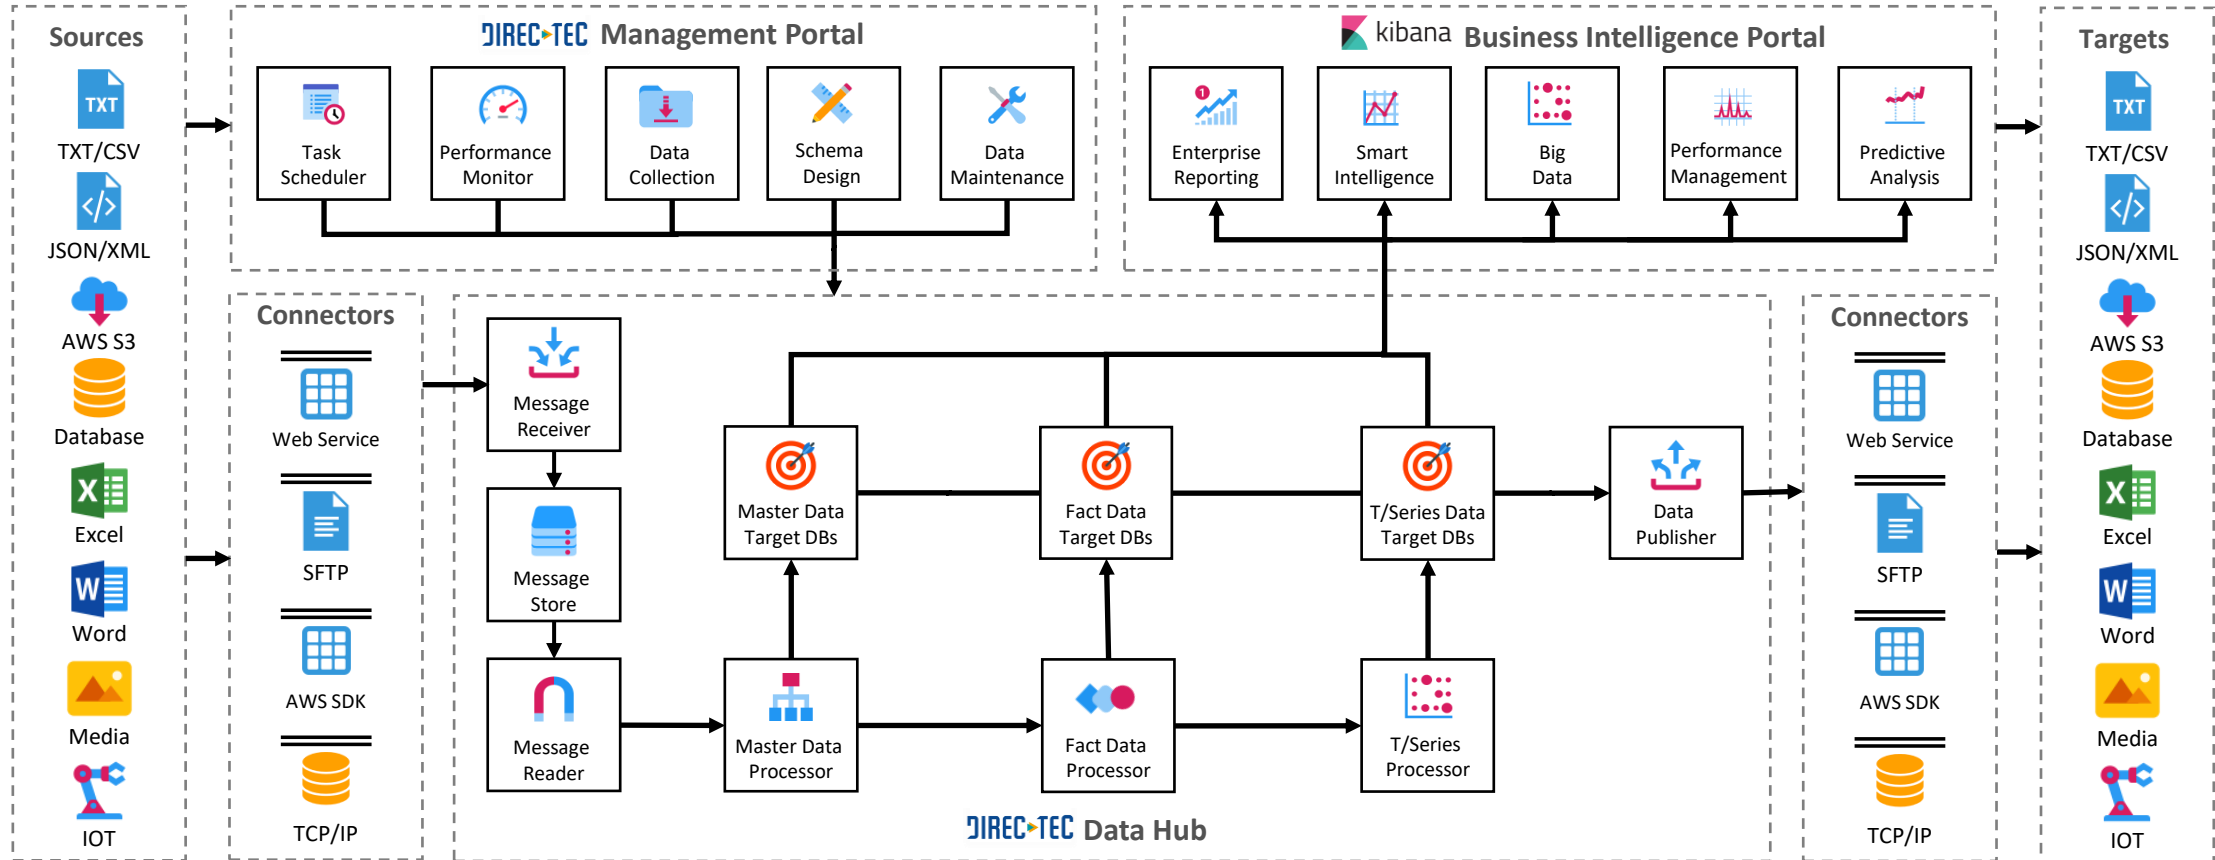 Sources
TXT
TXT/CSV
</>
JSON/XML
AWS S3
Database
X
Excel
W
Word
Media
IOT
DIREC TEC Management Portal
Task
Scheduler
Performance
Monitor
Data
Collection
Schema
Design
Data
Maintenance
kibana Business Intelligence Portal
1
Enterprise
Reporting
Smart
Intelligence
Big
Data
Performance
Management
Predictive
Analysis
Connectors
Web Service
SFTP
AWS SDK
TCP/IP
Message
Receiver
Message
Store
Message
Reader
Master Data
Target DBs
Fact Data
Target DBs
T/Series Data
Target DBs
Data
Publisher
Master Data
Processor
Fact Data
Processor
T/Series
Processor
DIREC TEC Data Hub
Connectors
Web Service
SFTP
AWS SDK
TCP/IP
Targets
TXT
TXT/CSV
</>
JSON/XML
AWS S3
Database
X
Excel
W
Word
Media
IOT